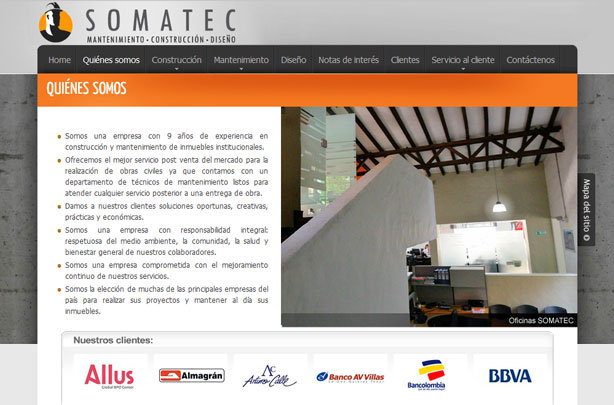 SOMATEC
MANTENIMIENTO • CONSTRUCCIÓN • DISEÑO
Home Quiénes somos Construcción Mantenimiento Diseño Notas de interés Clientes Servicio al cliente Contáctenos
QUIÉNES SOMOS
Somos una empresa con 9 años de experiencia en
construcción y mantenimiento de inmuebles institucionales.
Ofrecemos el mejor servicio post venta del mercado para la
realización de obras civiles ya que contamos con un
departamento de técnicos de mantenimiento listos para
atender cualquier servicio posterior a una entrega de obra.
Damos a nuestros clientes soluciones oportunas, creativas,
prácticas y económicas.
Somos una empresa con responsabilidad integral:
respetuosa del medio ambiente, la comunidad, la salud y
bienestar general de nuestros colaboradores.
Somos una empresa comprometida con el mejoramiento
continuo de nuestros servicios.
Somos la elección de muchas de las principales empresas del
país para realizar sus proyectos y mantener al día sus
inmuebles.
Oficinas SOMATEC
Mapa del sitio
Nuestros clientes:
Allus
Global BPO Center
Almagrán
AC
Arturo Calle
Banco AV Villas
Bancolombia
BBVA